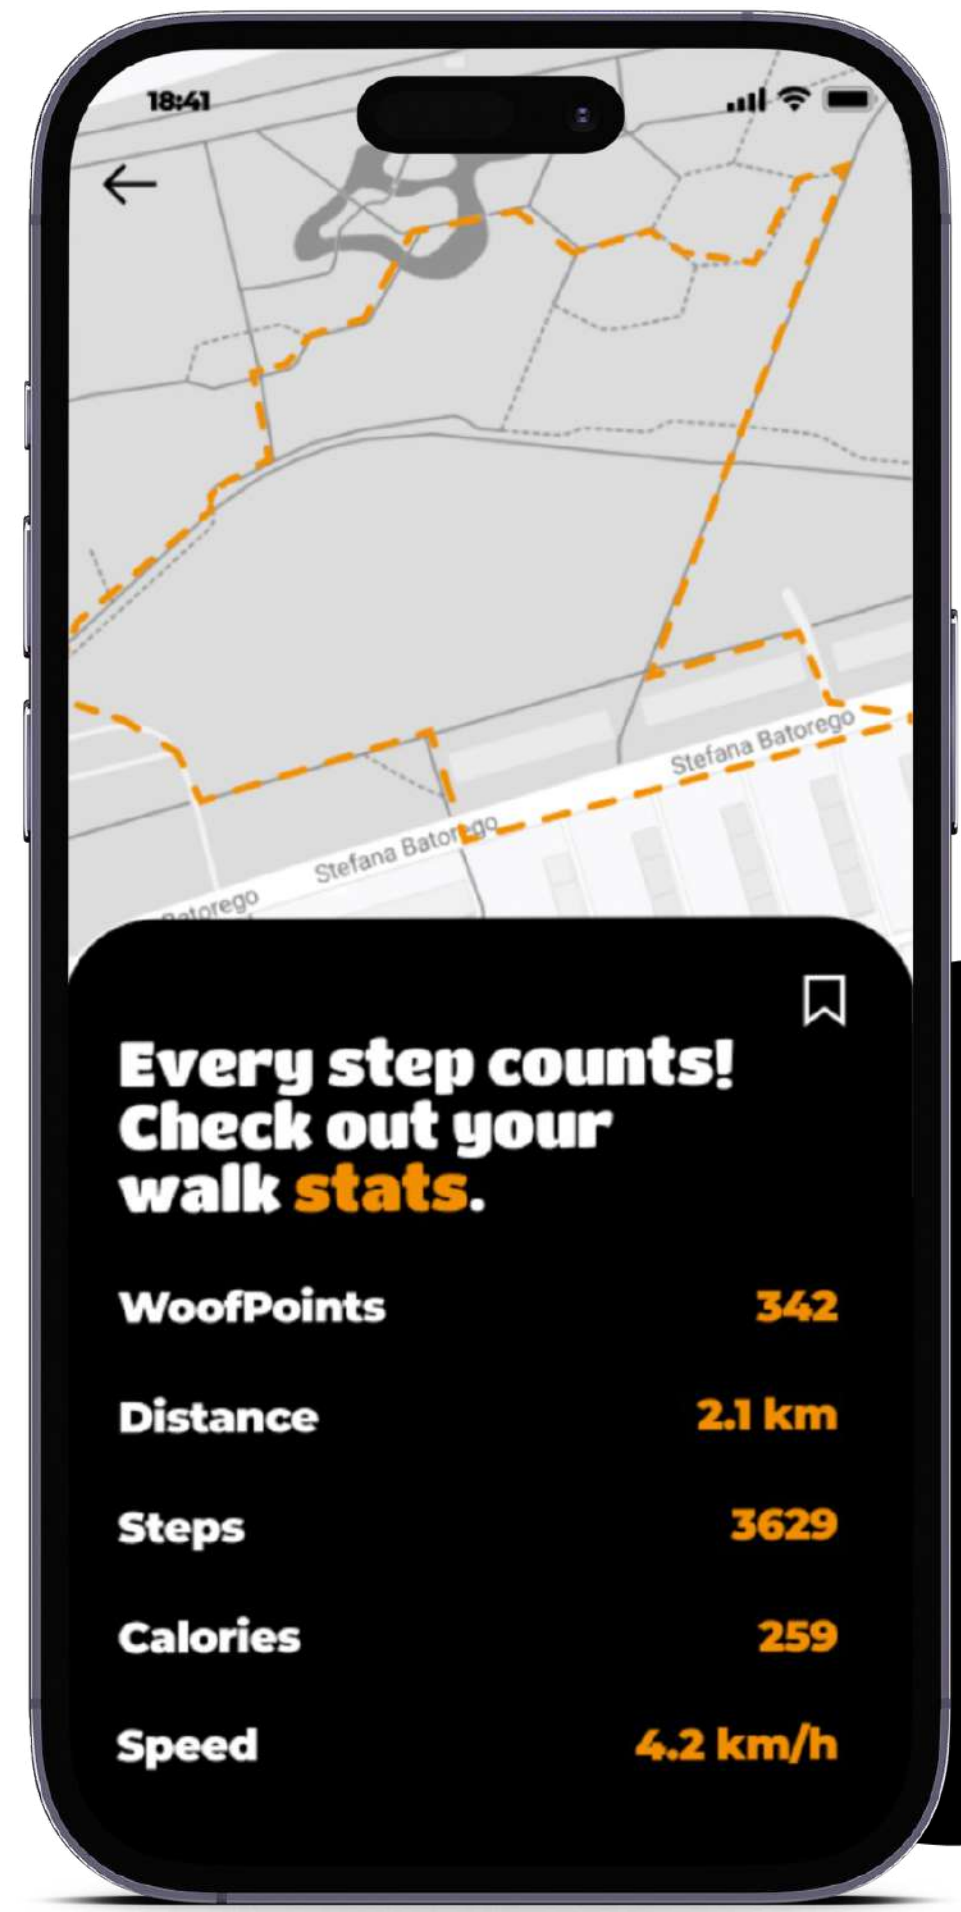 18:41
Stefana Batorego
Stefana Batorego
Batorego
Every step counts!
Check out your
walk stats.
WoofPoints 342
Distance 2.1 km
Steps 3629
Calories 259
Speed 4.2 km/h